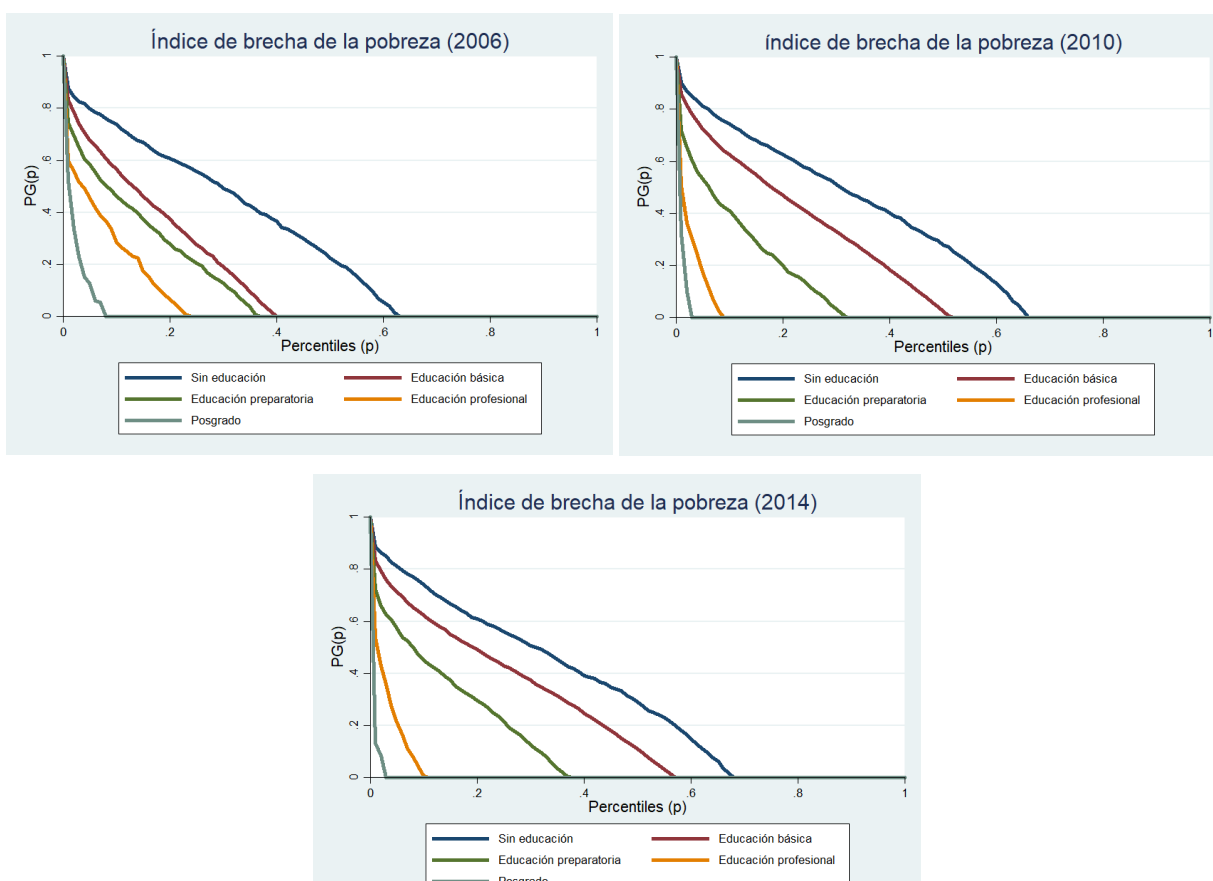 Índice de brecha de la pobreza (2006)
PG(p)
0 .2 .4 .6 .8 1
0 .2 .4 .6 .8 1
Percentiles (p)
Sin educación Educación básica
Educación preparatoria Educación profesional
Posgrado
índice de brecha de la pobreza (2010)
PG(p)
0 .2 .4 .6 .8 1
0 .2 .4 .6 .8 1
Percentiles (p)
Sin educación Educación básica
Educación preparatoria Educación profesional
Posgrado
Índice de brecha de la pobreza (2014)
PG(p)
0 .2 .4 .6 .8 1
0 .2 .4 .6 .8 1
Percentiles (p)
Sin educación Educación básica
Educación preparatoria Educación profesional
Posgrado